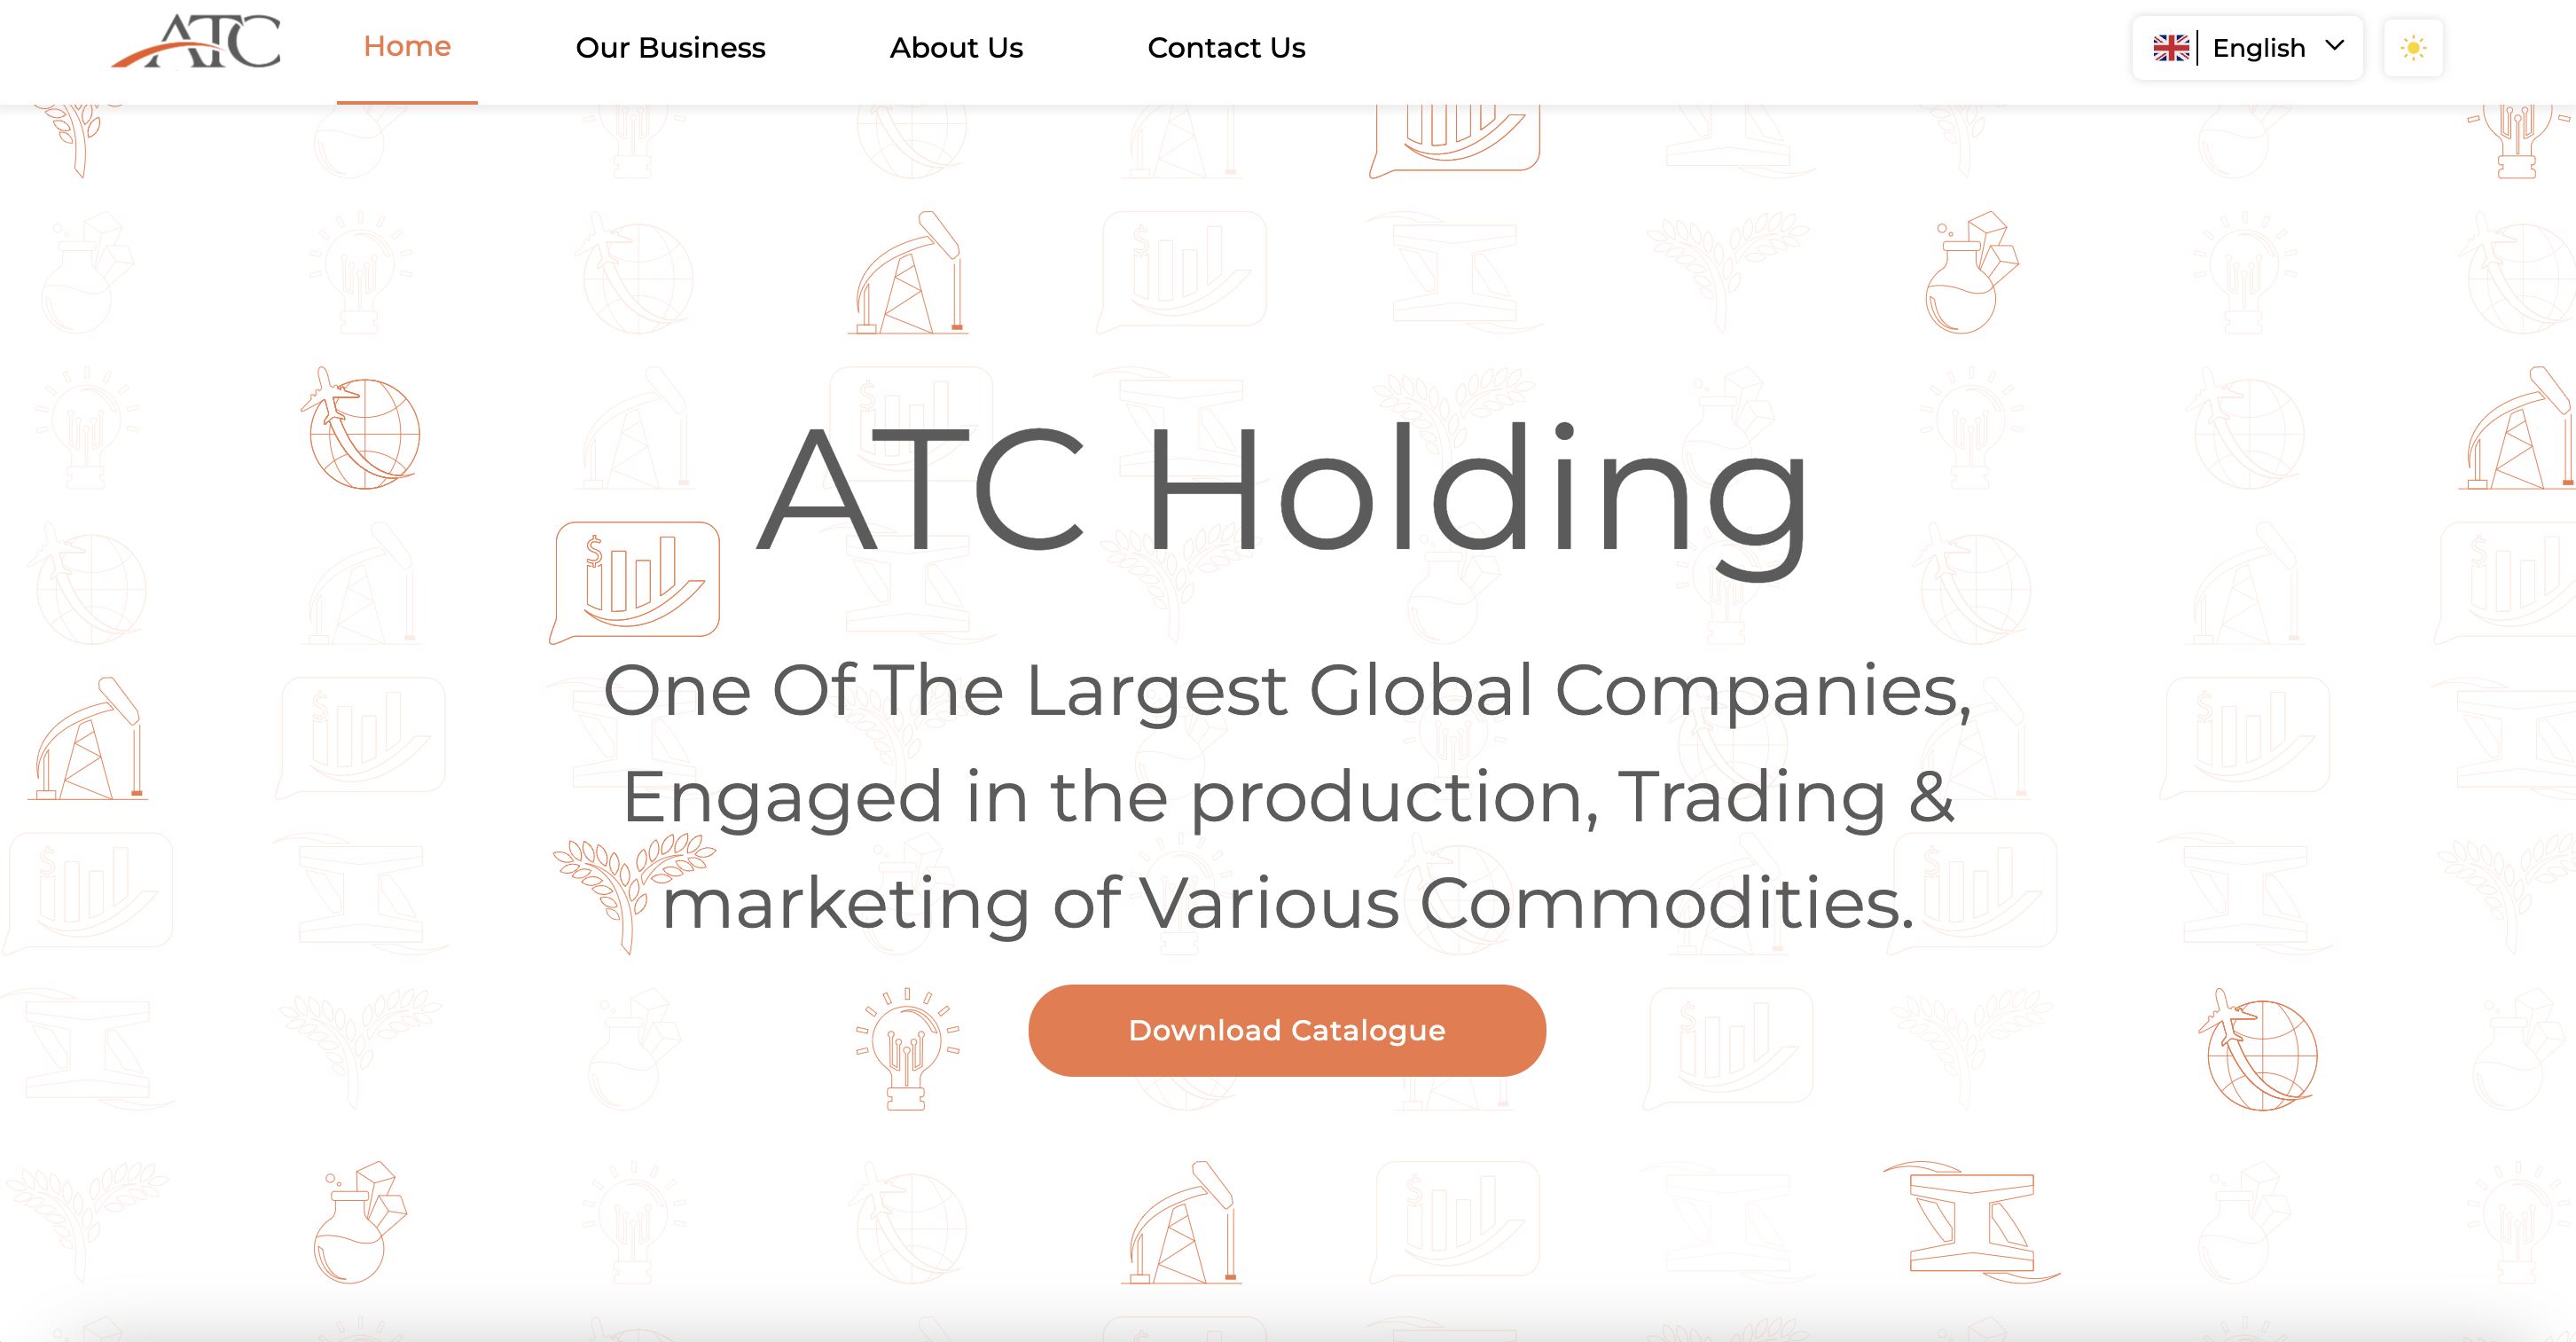 ATC
Home
Our Business
About Us
Contact Us
English
ATC Holding
One Of The Largest Global Companies,
Engaged in the production, Trading &
marketing of Various Commodities.
Download Catalogue